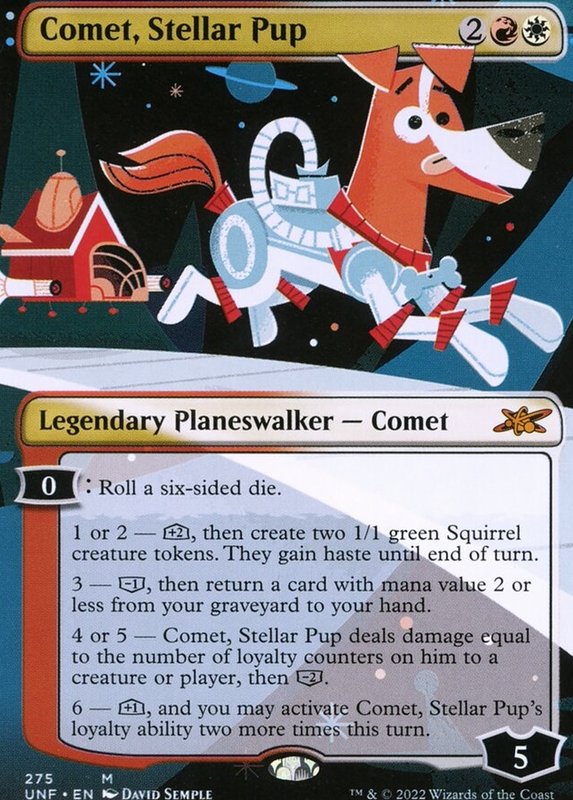 Comet, Stellar Pup 2
Legendary Planeswalker — Comet
0 : Roll a six-sided die.
1 or 2 — +2, then create two 1/1 green Squirrel
creature tokens. They gain haste until end of turn.
3 — -1, then return a card with mana value 2 or
less from your graveyard to your hand.
4 or 5 — Comet, Stellar Pup deals damage equal
to the number of loyalty counters on him to a
creature or player, then -2.
6 — +1, and you may activate Comet, Stellar Pup's
loyalty ability two more times this turn.
5
275 M
UNF • EN DAVID SEMPLE
™ & © 2022 Wizards of the Coast